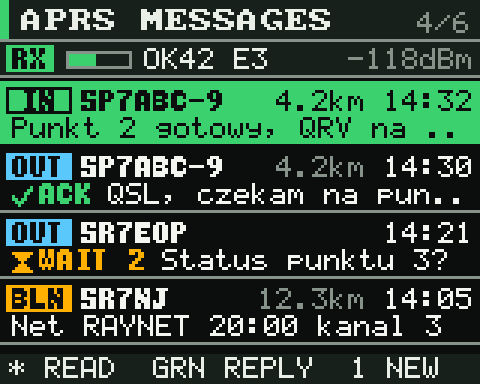 APRS MESSAGES 4/6
RX OK42 E3 -118dBm
IN SP7ABC-9 4.2km 14:32
Punkt 2 gotowy, QRV na ..
OUT SP7ABC-9 4.2km 14:30
✓ACK QSL, czekam na pun..
OUT SR7EOP 14:21
WAIT 2 Status punktu 3?
BLN SR7NJ 12.3km 14:05
Net RAYNET 20:00 kanal 3
* READ GRN REPLY 1 NEW